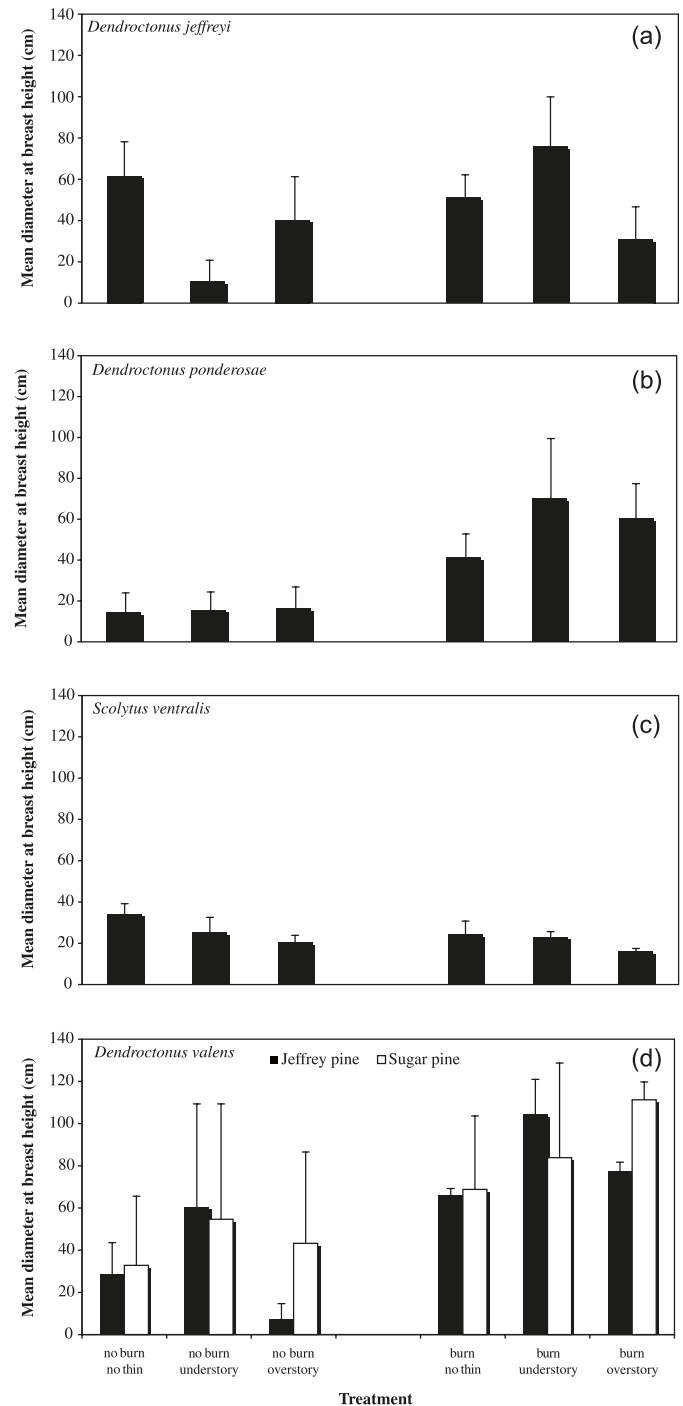 Dendroctonus jeffreyi
(a)
Mean diameter at breast height (cm)
140
120
100
80
60
40
20
0
Dendroctonus ponderosae
(b)
Mean diameter at breast height (cm)
140
120
100
80
60
40
20
0
Scolytus ventralis
(c)
Mean diameter at breast height (cm)
140
120
100
80
60
40
20
0
Dendroctonus valens
Jeffrey pine
Sugar pine
(d)
Mean diameter at breast height (cm)
140
120
100
80
60
40
20
0
no burn
no thin
no burn
understory
no burn
overstory
burn
no thin
burn
understory
burn
overstory
Treatment